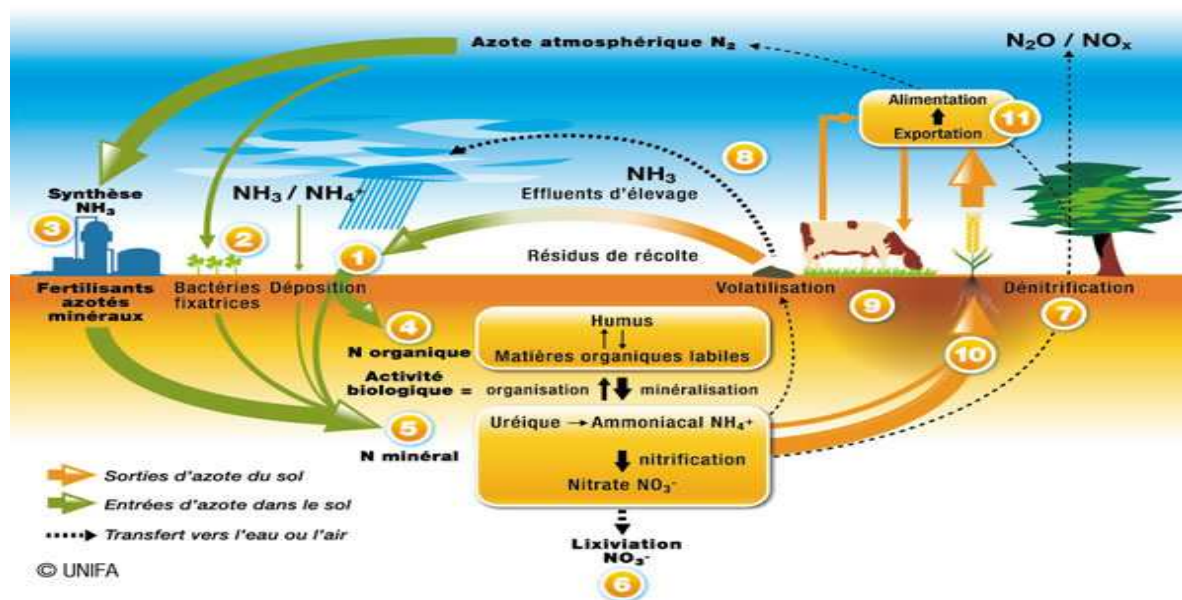 Azote atmosphérique N₂
N₂O / NOₓ
Alimentation
Exportation
11
8
NH₃
Effluents d'élevage
Synthèse
NH₃
3
NH₃ / NH₄⁺
2
1
Résidus de récolte
Fertilisants
azotés
minéraux
Bactéries
fixatrices
Déposition
Volatilisation
9
Dénitrification
7
4
N organique
Humus
Matières organiques labiles
10
Activité
biologique = organisation minéralisation
5
N minéral
Uréique → Ammoniacal NH₄⁺
nitrification
Nitrate NO₃⁻
Sorties d'azote du sol
Entrées d'azote dans le sol
Transfert vers l'eau ou l'air
Lixiviation
NO₃⁻
6
© UNIFA